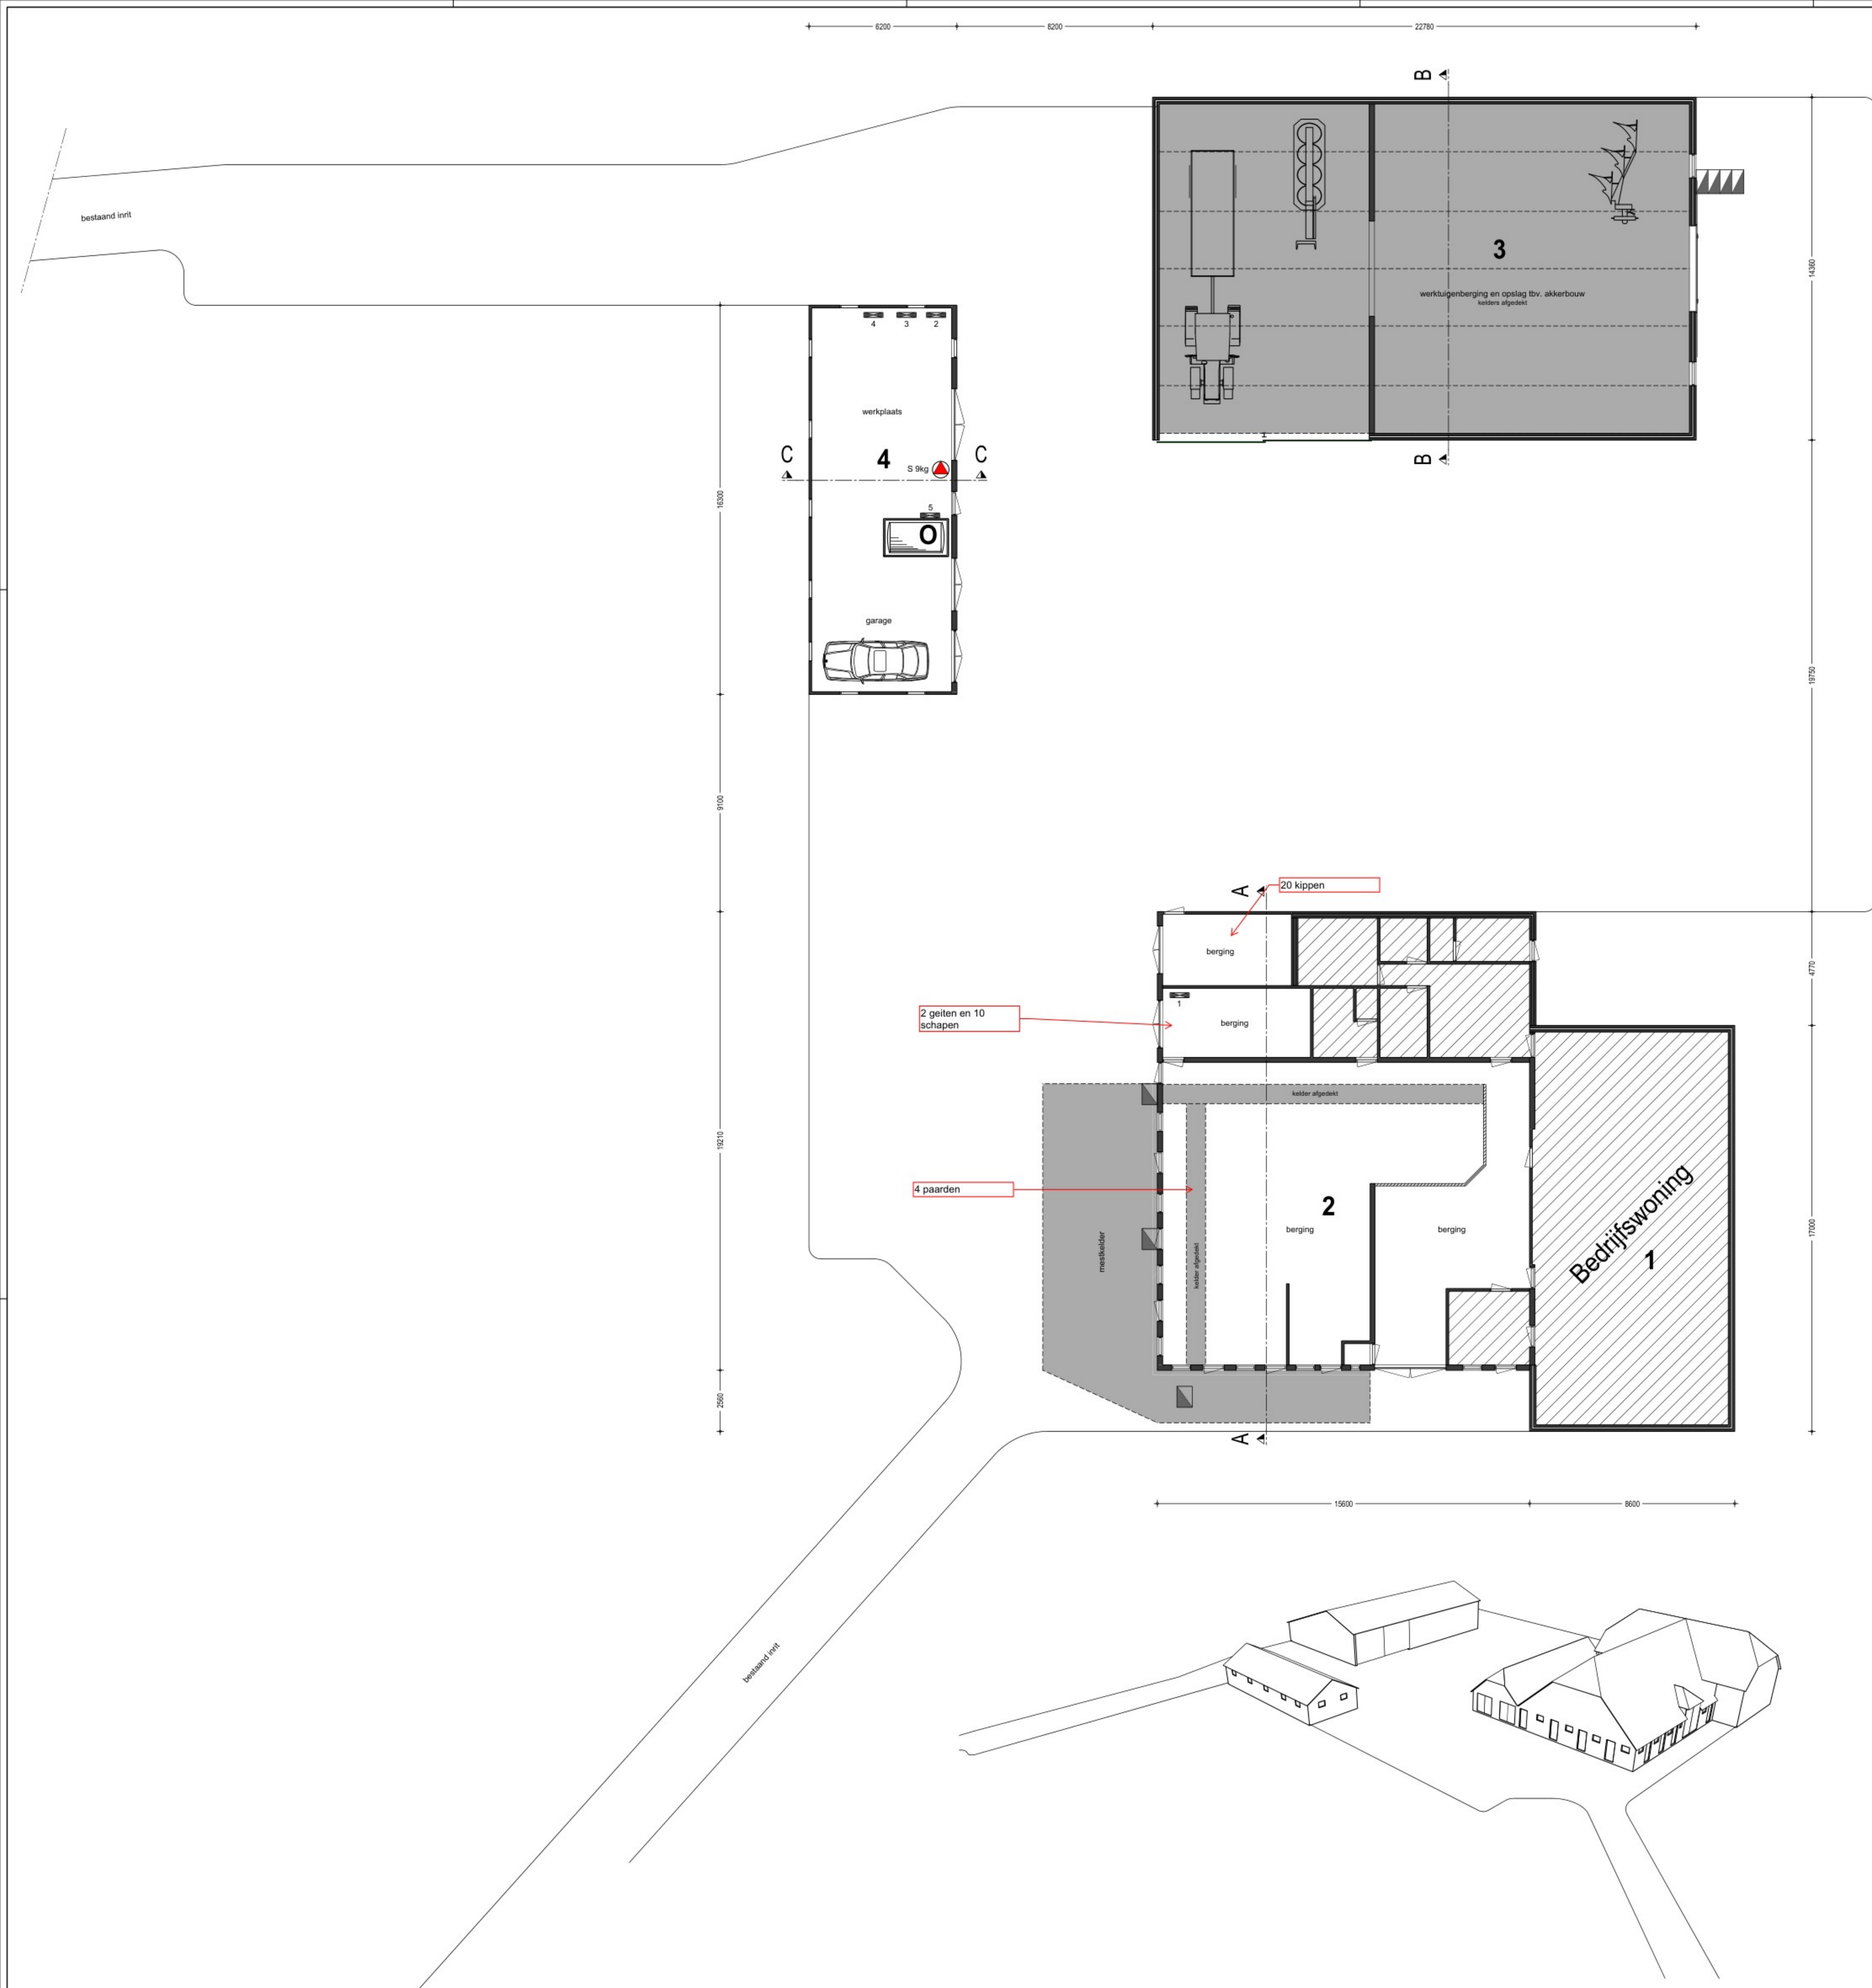 6200
8200
22780
B
bestaand inrit
4
3
2
werkplaats
C
4
C
S 9kg
5
O
garage
3
werktuigenberging en opslag tbv. akkerbouw
kelders afgedekt
1
B
14360
16300
19750
9100
A
20 kippen
berging
4770
2 geiten en 10
schapen
1
berging
kelder afgedekt
19210
4 paarden
mestkelder
kelder afgedekt
2
berging
berging
Bedrijfswoning
1
17000
2560
A
15600
8600
bestaand inrit